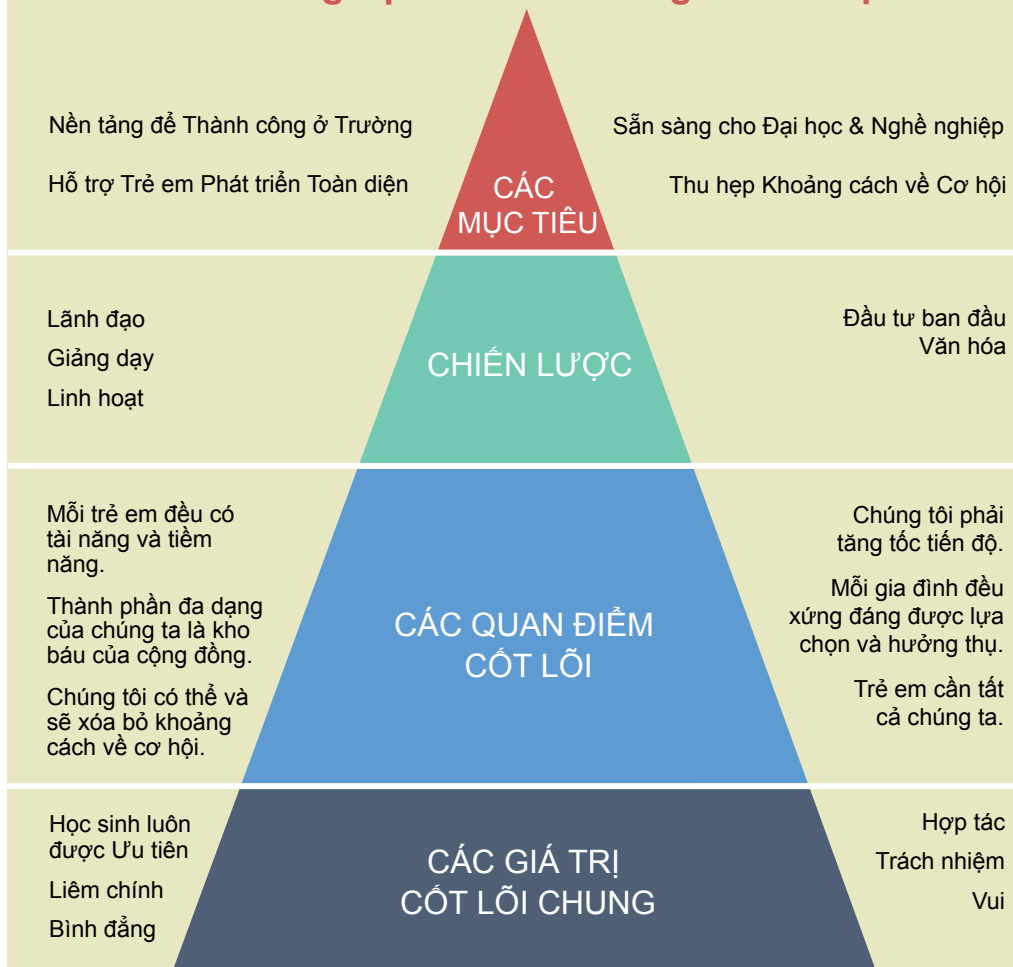 Nền tảng để Thành công ở Trường
Hỗ trợ Trẻ em Phát triển Toàn diện
CÁC
MỤC TIÊU
Sẵn sàng cho Đại học & Nghề nghiệp
Thu hẹp Khoảng cách về Cơ hội
Lãnh đạo
Giảng dạy
Linh hoạt
CHIẾN LƯỢC
Đầu tư ban đầu
Văn hóa
Mỗi trẻ em đều có
tài năng và tiềm
năng.
Thành phần đa dạng
của chúng ta là kho
báu của cộng đồng.
Chúng tôi có thể và
sẽ xóa bỏ khoảng
cách về cơ hội.
CÁC QUAN ĐIỂM
CỐT LÕI
Chúng tôi phải
tăng tốc tiến độ.
Mỗi gia đình đều
xứng đáng được lựa
chọn và hưởng thụ.
Trẻ em cần tất
cả chúng ta.
Học sinh luôn
được Ưu tiên
Liêm chính
Bình đẳng
CÁC GIÁ TRỊ
CỐT LÕI CHUNG
Hợp tác
Trách nhiệm
Vui